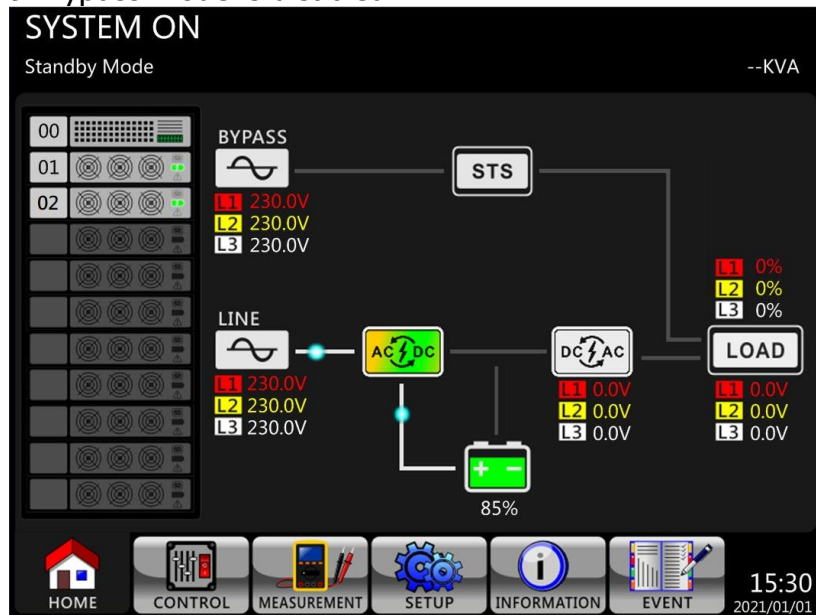 SYSTEM ON
Standby Mode
--KVA
00
01
02
BYPASS
L1 230.0V
L2 230.0V
L3 230.0V
STS
L1 0%
L2 0%
L3 0%
LINE
L1 230.0V
L2 230.0V
L3 230.0V
AC DC
DC AC
L1 0.0V
L2 0.0V
L3 0.0V
LOAD
L1 0.0V
L2 0.0V
L3 0.0V
+ -
85%
HOME
CONTROL
MEASUREMENT
SETUP
INFORMATION
EVENT
15:30
2021/01/01